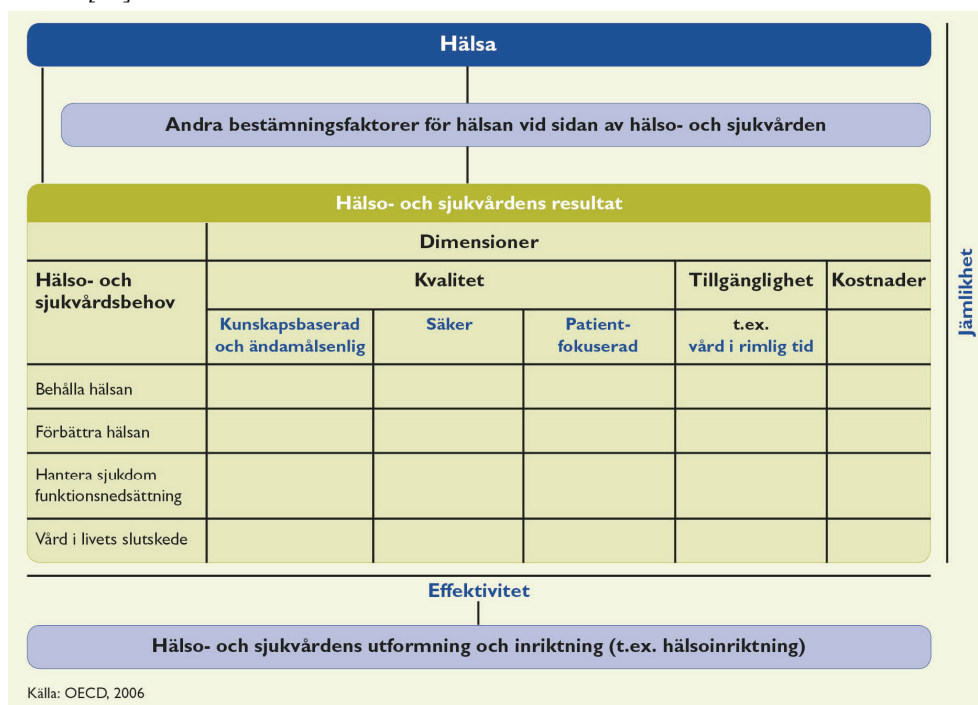 Hälsa
Andra bestämningsfaktorer för hälsan vid sidan av hälso- och sjukvården
Hälso- och sjukvårdens resultat
Dimensioner
Hälso- och
sjukvårdsbehov
Kvalitet
Tillgänglighet
Kostnader
Kunskapsbaserad
och ändamålsenlig
Säker
Patient-
fokuserad
t.ex.
vård i rimlig tid
Behålla hälsan
Förbättra hälsan
Hantera sjukdom
funktionsnedsättning
Vård i livets slutskede
Jämlikhet
Effektivitet
Hälso- och sjukvårdens utformning och inriktning (t.ex. hälsoinriktning)
Källa: OECD, 2006